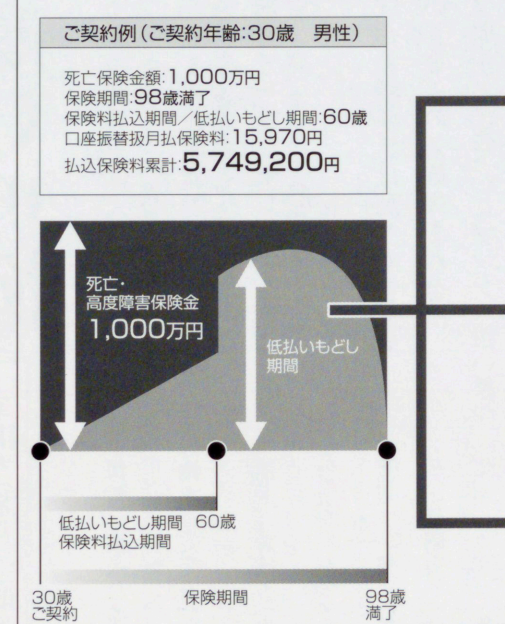 ご契約例(ご契約年齢:30歳 男性)
死亡保険金額:1,000万円
保険期間:98歳満了
保険料払込期間/低払いもどし期間:60歳
口座振替扱月払保険料:15,970円
払込保険料累計:5,749,200円
死亡・
高度障害保険金
1,000万円
低払いもどし
期間
低払いもどし期間 60歳
保険料払込期間
30歳
ご契約
保険期間
98歳
満了